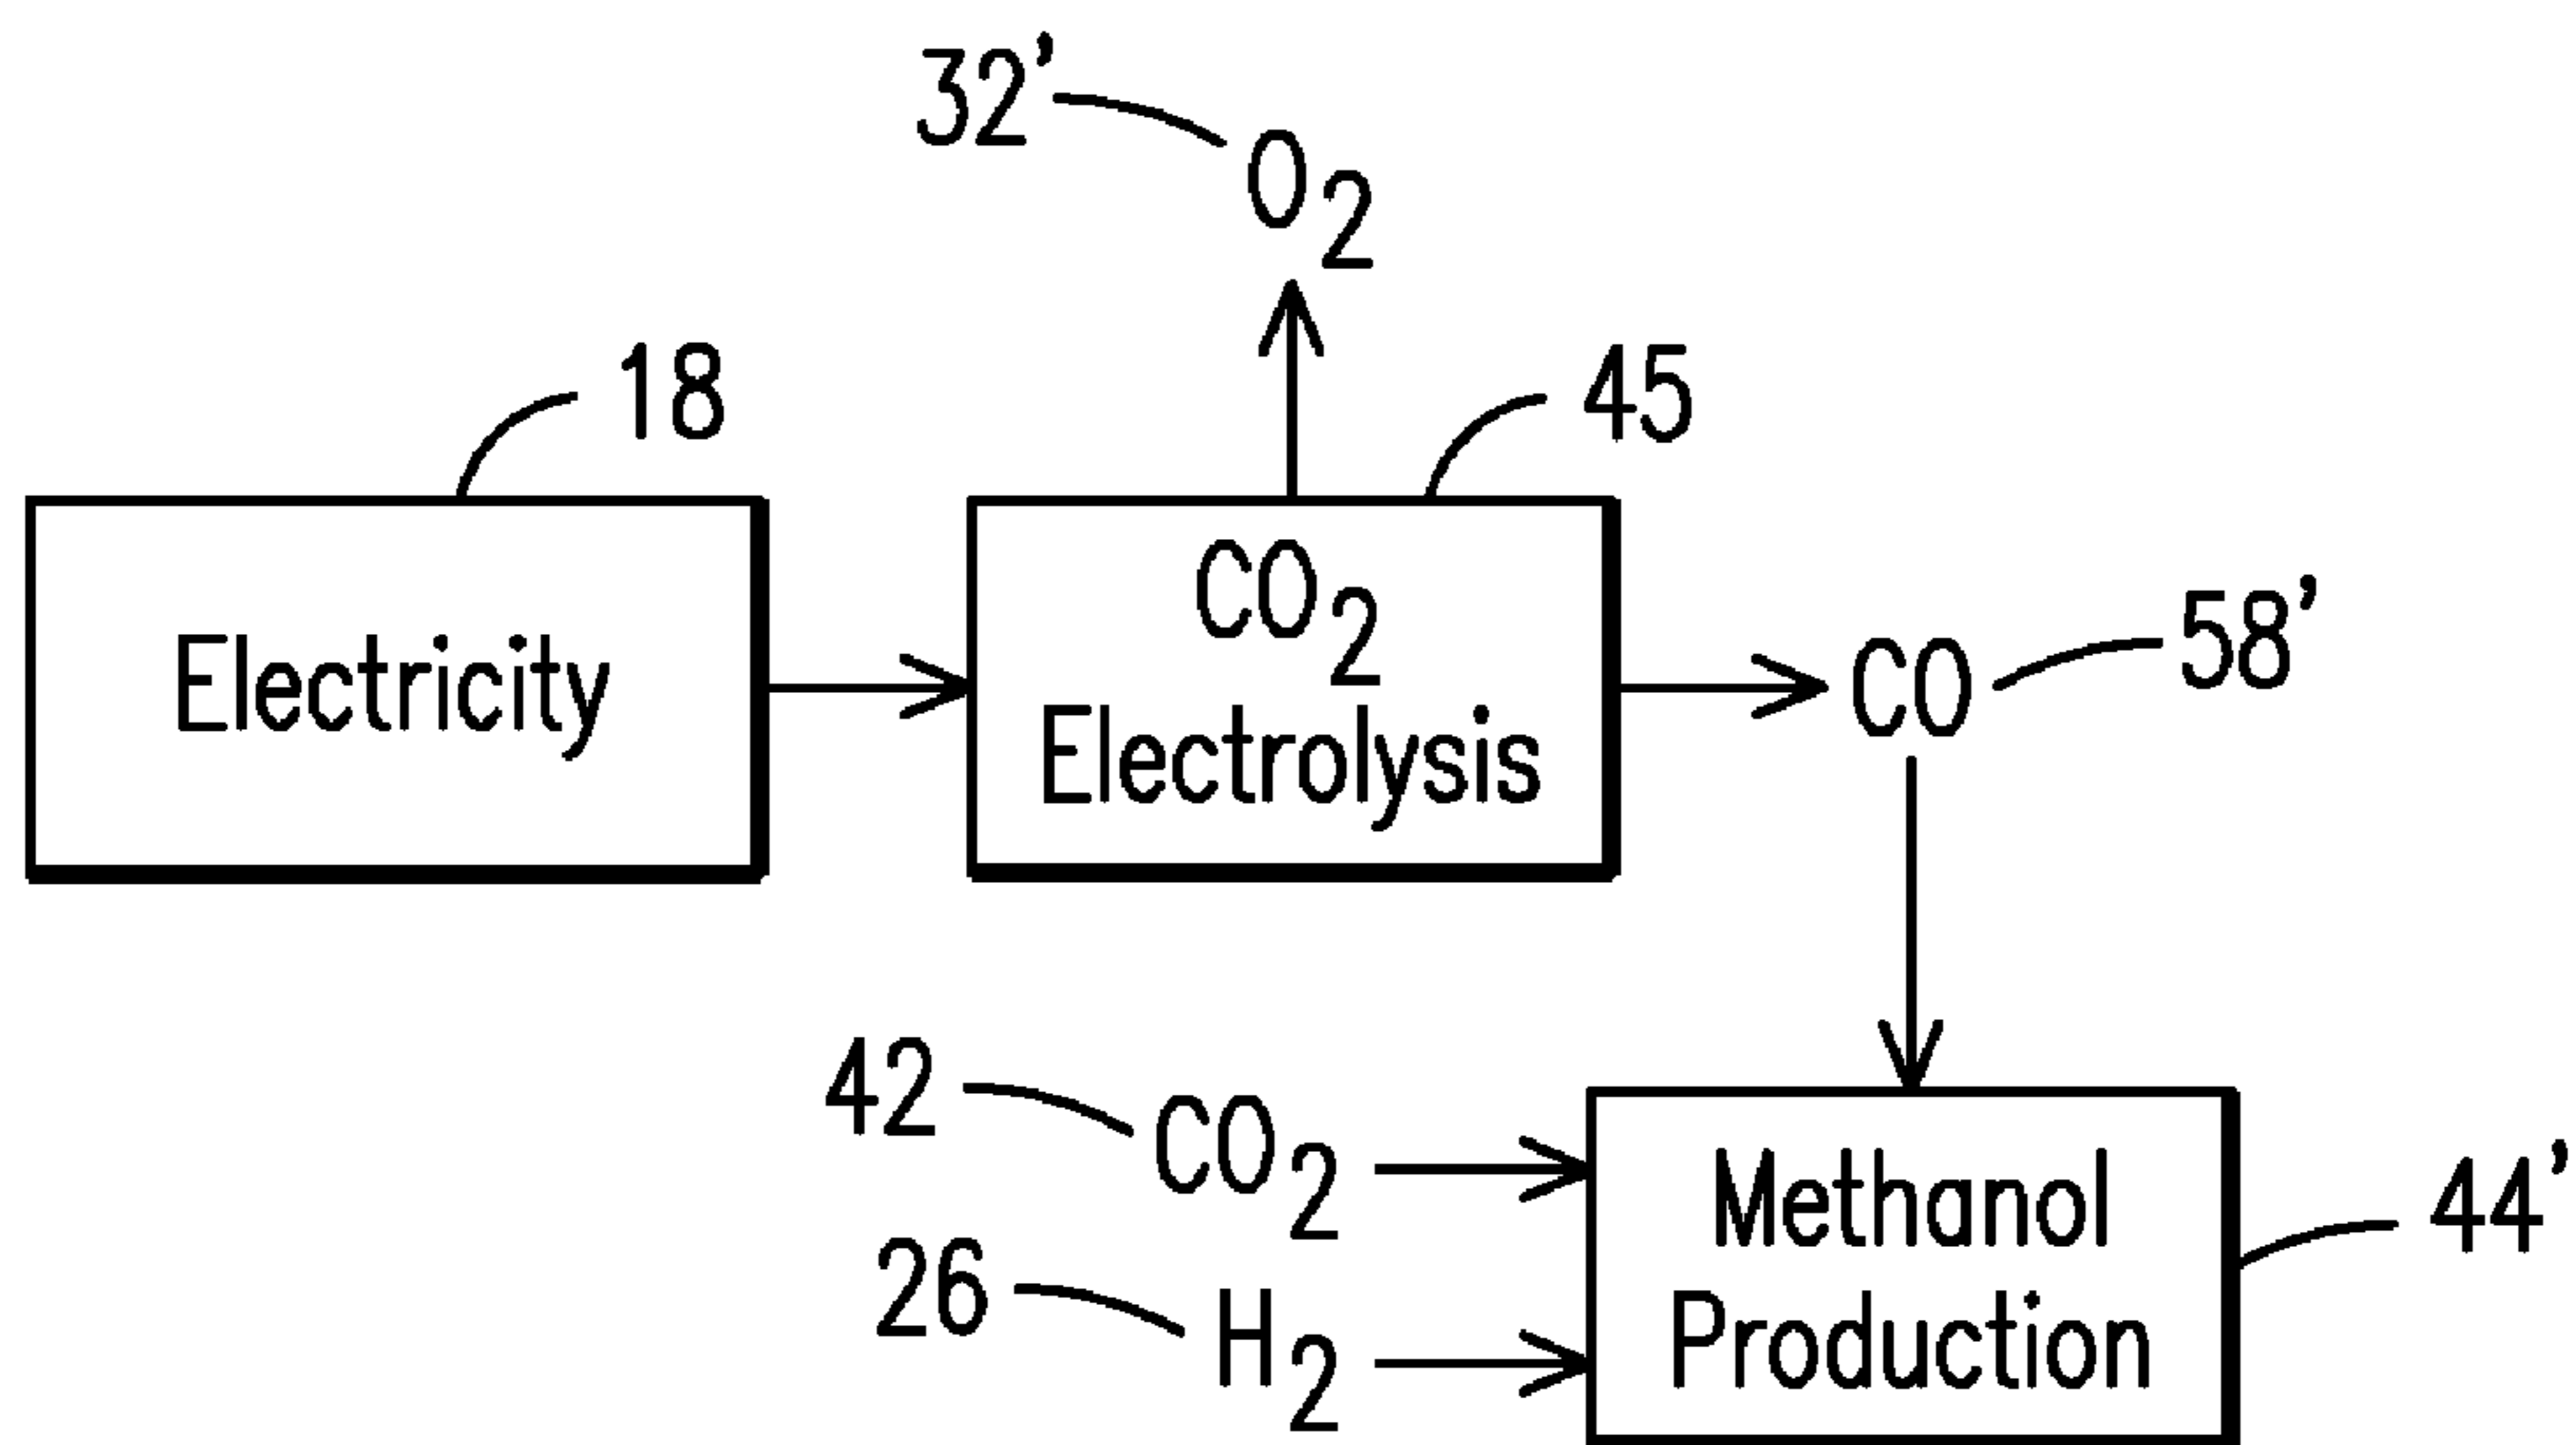 32'
O2
18
45
Electricity
CO2
Electrolysis
CO
58'
42
CO2
26
H2
Methanol
Production
44'